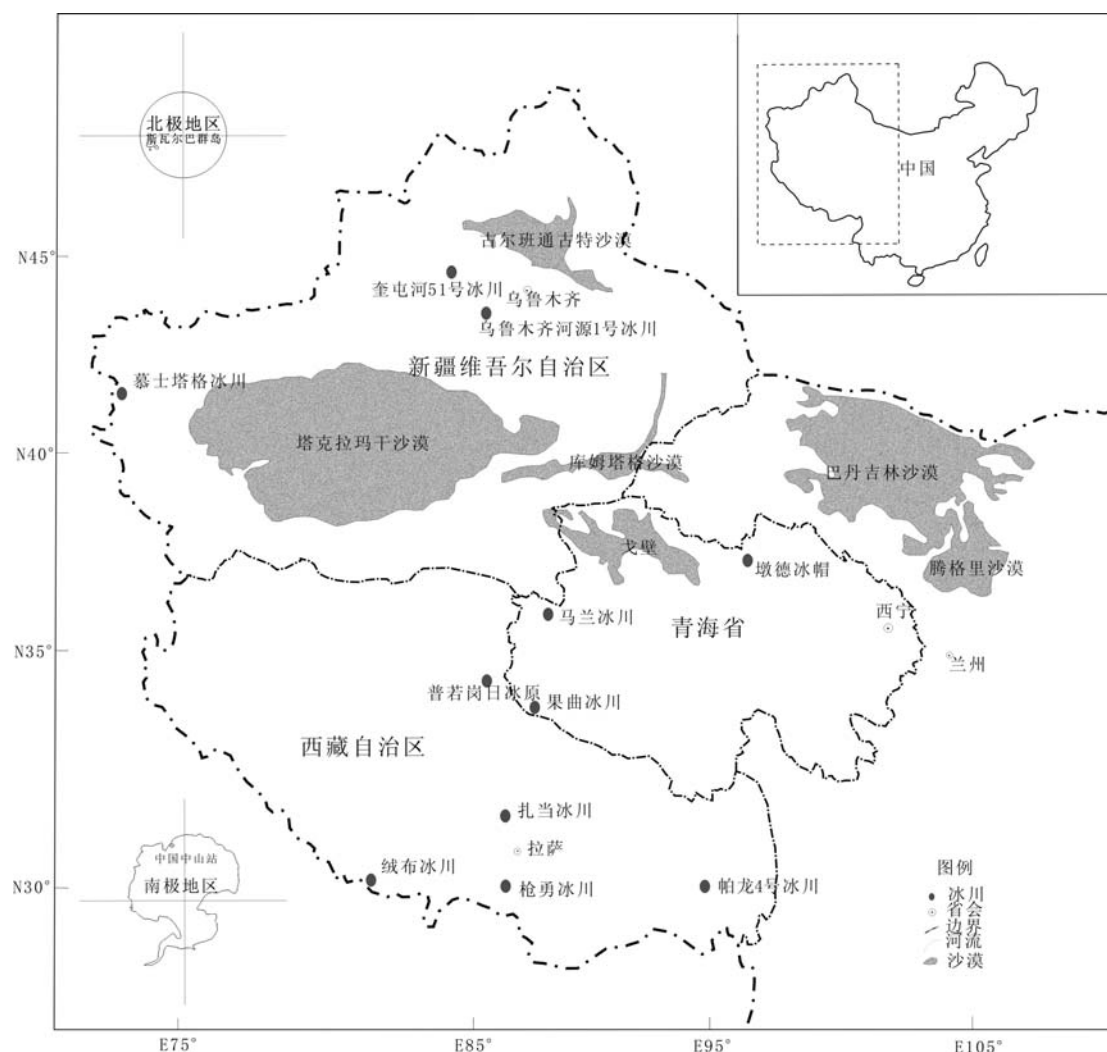 北极地区
斯瓦尔巴群岛
中国
N45°
古尔班通古特沙漠
奎屯河51号冰川
乌鲁木齐
乌鲁木齐河源1号冰川
新疆维吾尔自治区
慕士塔格冰川
塔克拉玛干沙漠
N40°
库姆塔格沙漠
巴丹吉林沙漠
戈壁
墩德冰帽
腾格里沙漠
西宁
马兰冰川
青海省
N35°
兰州
普若岗日冰原
果曲冰川
西藏自治区
扎当冰川
拉萨
中国中山站
南极地区
绒布冰川
枪勇冰川
帕龙4号冰川
N30°
图例
冰川
省会
边界
河流
沙漠
E75°
E85°
E95°
E105°